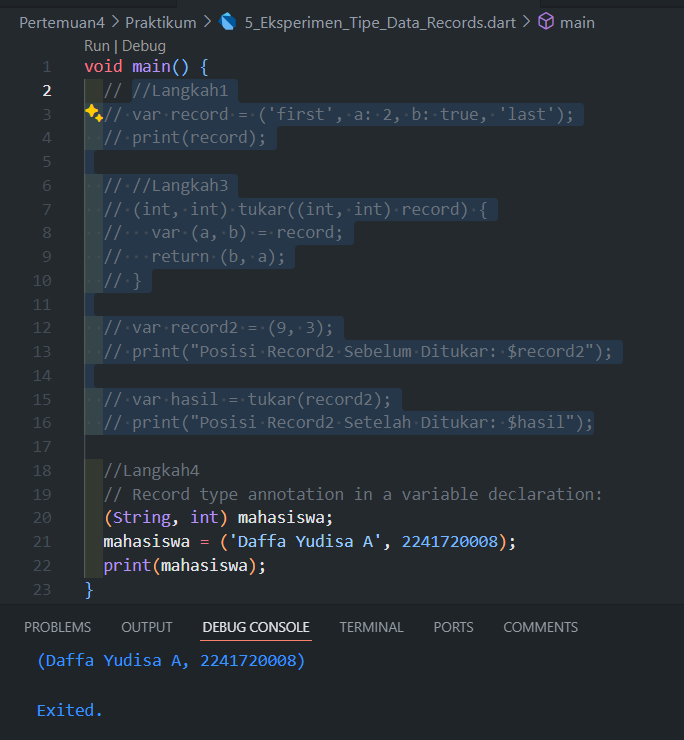 Pertemuan4 > Praktikum > 5_Eksperimen_Tipe_Data_Records.dart > main
Run | Debug
1 void main() {
2 // //Langkah1
3 // var record = ('first', a: 2, b: true, 'last');
4 // print(record);
5
6 // //Langkah3
7 // (int, int) tukar((int, int) record) {
8 //   var (a, b) = record;
9 //   return (b, a);
10 // }
11
12 // var record2 = (9, 3);
13 // print("Posisi Record2 Sebelum Ditukar: $record2");
14
15 // var hasil = tukar(record2);
16 // print("Posisi Record2 Setelah Ditukar: $hasil");
17
18 //Langkah4
19 // Record type annotation in a variable declaration:
20 (String, int) mahasiswa;
21 mahasiswa = ('Daffa Yudisa A', 2241720008);
22 print(mahasiswa);
23 }
PROBLEMS OUTPUT DEBUG CONSOLE TERMINAL PORTS COMMENTS
(Daffa Yudisa A, 2241720008)
Exited.